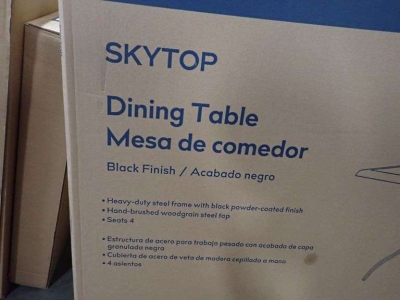 SKYTOP
Dining Table
Mesa de comedor
Black Finish / Acabado negro
• Heavy-duty steel frame with black powder-coated finish
• Hand-brushed woodgrain steel top
• Seats 4
• Estructura de acero para trabajo pesado con acabado de capa
granulada negra
• Cubierta de acero de veta de madera cepillada a mano
• 4 asientos